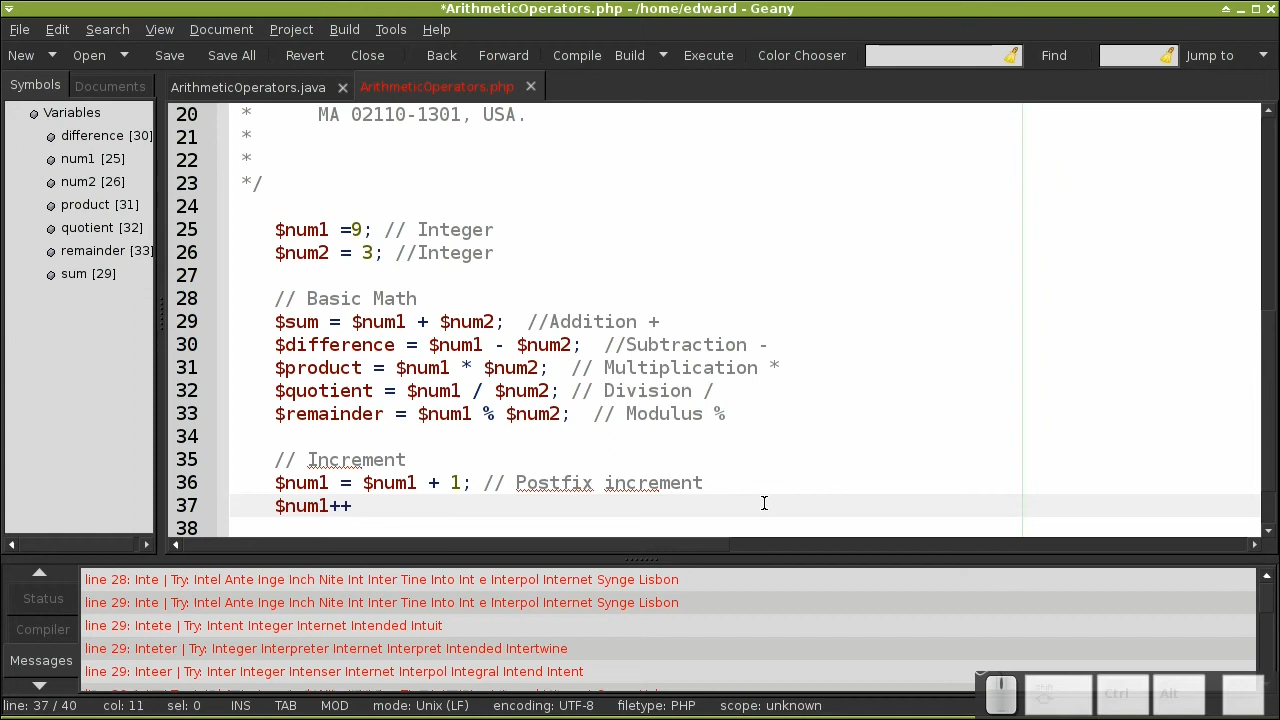 *ArithmeticOperators.php - /home/edward - Geany
File Edit Search View Document Project Build Tools Help
New Open Save Save All Revert Close Back Forward Compile Build Execute Color Chooser Find Jump to
Symbols Documents ArithmeticOperators.java ArithmeticOperators.php
Variables
difference [30]
num1 [25]
num2 [26]
product [31]
quotient [32]
remainder [33]
sum [29]
20 * MA 02110-1301, USA.
21 *
22 *
23 */
24
25 $num1 =9; // Integer
26 $num2 = 3; //Integer
27
28 // Basic Math
29 $sum = $num1 + $num2; //Addition +
30 $difference = $num1 - $num2; //Subtraction -
31 $product = $num1 * $num2; // Multiplication *
32 $quotient = $num1 / $num2; // Division /
33 $remainder = $num1 % $num2; // Modulus %
34
35 // Increment
36 $num1 = $num1 + 1; // Postfix increment
37 $num1++
38
Status
Compiler
Messages
line 28: Inte | Try: Intel Ante Inge Inch Nite Int Inter Tine Into Int e Interpol Internet Synge Lisbon
line 29: Inte | Try: Intel Ante Inge Inch Nite Int Inter Tine Into Int e Interpol Internet Synge Lisbon
line 29: Intete | Try: Intent Integer Internet Intended Intuit
line 29: Inteter | Try: Integer Interpreter Internet Interpret Intended Intertwine
line 29: Inteer | Try: Inter Integer Intenser Internet Interpol Integral Intend Intent
Shift Ctrl Alt
line: 37 / 40 col: 11 sel: 0 INS TAB MOD mode: Unix (LF) encoding: UTF-8 filetype: PHP scope: unknown